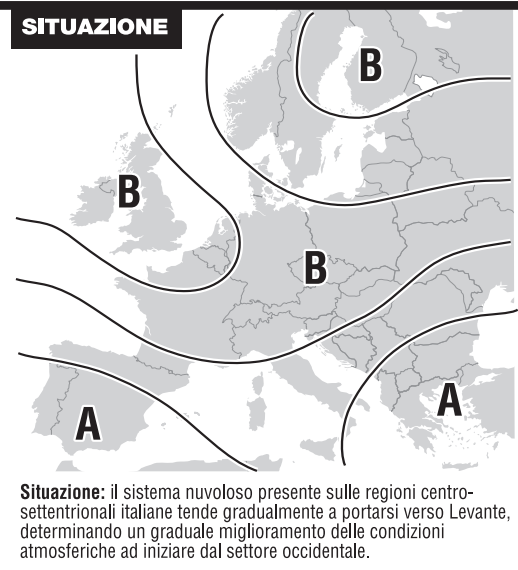 SITUAZIONE
B
B
B
A
A
Situazione: il sistema nuvoloso presente sulle regioni centro-
settentrionali italiane tende gradualmente a portarsi verso Levante,
determinando un graduale miglioramento delle condizioni
atmosferiche ad iniziare dal settore occidentale.